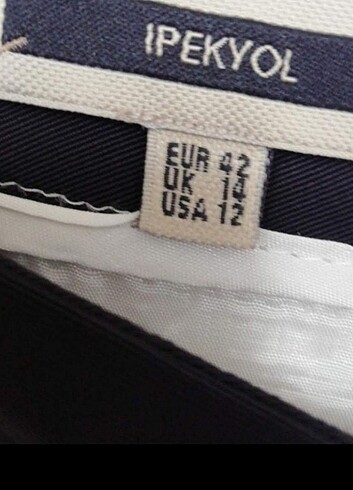 IPEKYOL
EUR 42
UK 14
USA 12